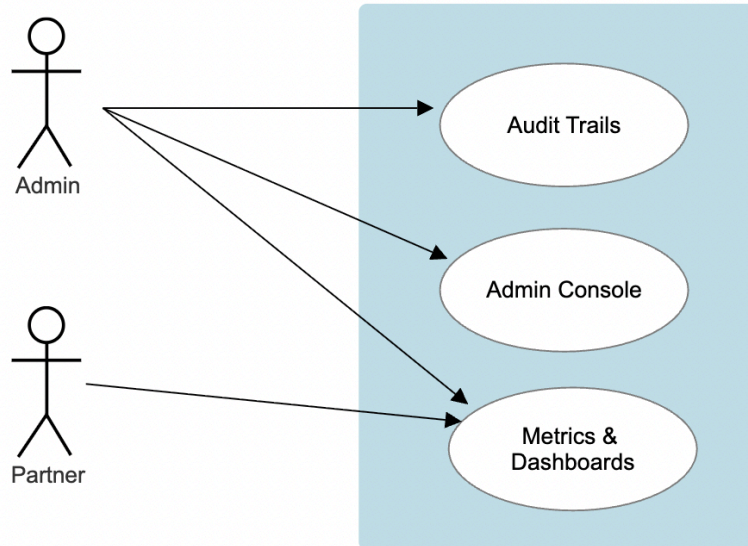 Admin
Audit Trails
Admin Console
Partner
Metrics &
Dashboards